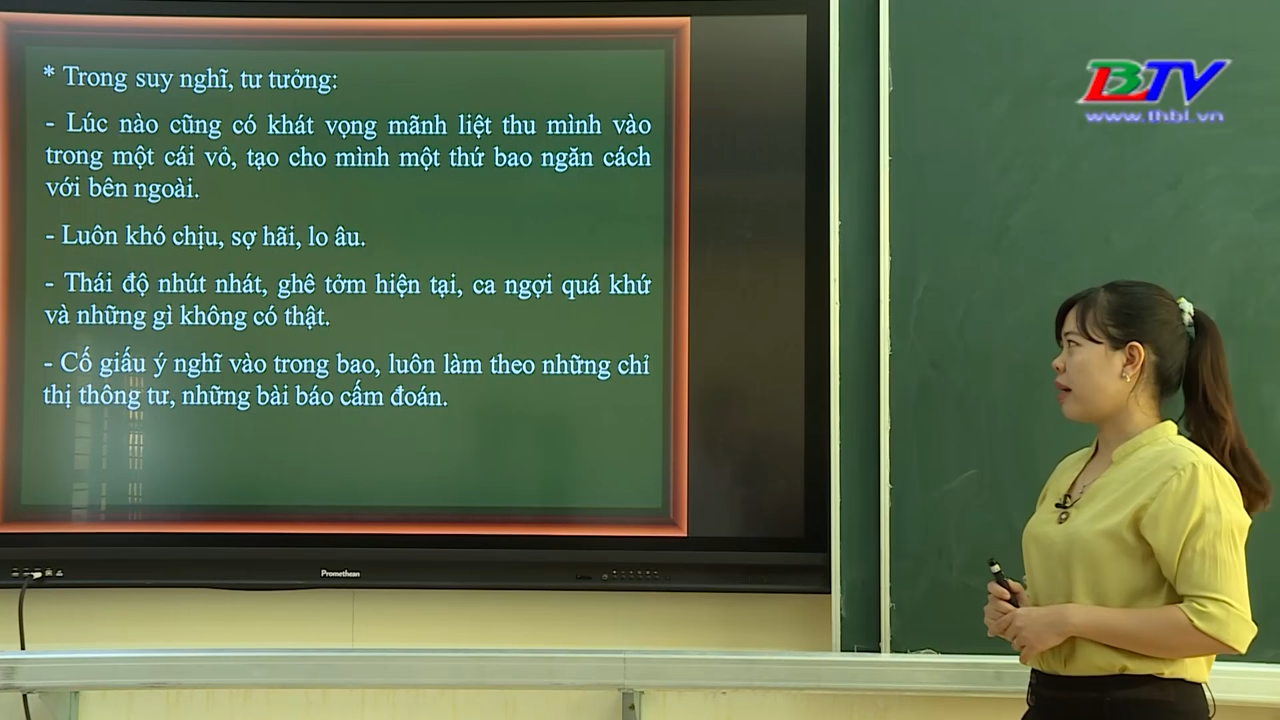 * Trong suy nghĩ, tư tưởng:
- Lúc nào cũng có khát vọng mãnh liệt thu mình vào
trong một cái vỏ, tạo cho mình một thứ bao ngăn cách
với bên ngoài.
- Luôn khó chịu, sợ hãi, lo âu.
- Thái độ nhút nhát, ghê tởm hiện tại, ca ngợi quá khứ
và những gì không có thật.
- Cố giấu ý nghĩ vào trong bao, luôn làm theo những chỉ
thị thông tư, những bài báo cấm đoán.
BTV
www.thbl.vn
Promethean